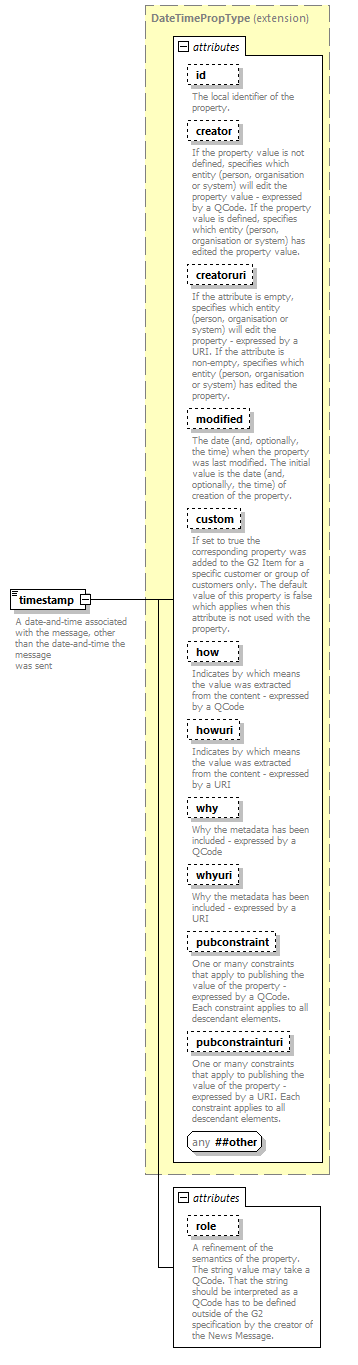 DateTimePropType (extension)
attributes
id
The local identifier of the
property.
creator
If the property value is not
defined, specifies which
entity (person, organisation
or system) will edit the
property value - expressed
by a QCode. If the property
value is defined, specifies
which entity (person,
organisation or system) has
edited the property value.
creatoruri
If the attribute is empty,
specifies which entity
(person, organisation or
system) will edit the
property - expressed by a
URI. If the attribute is
non-empty, specifies which
entity (person, organisation
or system) has edited the
property.
modified
The date (and, optionally,
the time) when the property
was last modified. The initial
value is the date (and,
optionally, the time) of
creation of the property.
custom
If set to true the
corresponding property was
added to the G2 Item for a
specific customer or group of
customers only. The default
value of this property is false
which applies when this
attribute is not used with the
property.
timestamp
A date-and-time associated
with the message, other
than the date-and-time the
message
was sent
how
Indicates by which means
the value was extracted
from the content - expressed
by a QCode
howuri
Indicates by which means
the value was extracted
from the content - expressed
by a URI
why
Why the metadata has been
included - expressed by a
QCode
whyuri
Why the metadata has been
included - expressed by a
URI
pubconstraint
One or many constraints
that apply to publishing the
value of the property -
expressed by a QCode.
Each constraint applies to all
descendant elements.
pubconstrainturi
One or many constraints
that apply to publishing the
value of the property -
expressed by a URI. Each
constraint applies to all
descendant elements.
any ##other
attributes
role
A refinement of the
semantics of the property.
The string value may take a
QCode. That the string
should be interpreted as a
QCode has to be defined
outside of the G2
specification by the creator of
the News Message.